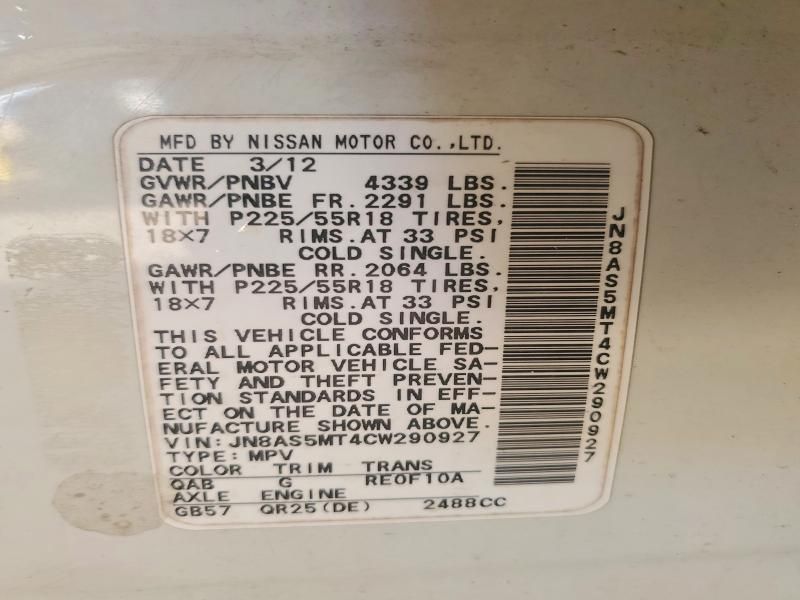 MFD BY NISSAN MOTOR CO.,LTD.
DATE 3/12
GVWR/PNBV 4339 LBS.
GAWR/PNBE FR. 2291 LBS.
WITH P225/55R18 TIRES,
18×7 RIMS. AT 33 PSI
COLD SINGLE.
GAWR/PNBE RR. 2064 LBS.
WITH P225/55R18 TIRES,
18×7 RIMS. AT 33 PSI
COLD SINGLE.
THIS VEHICLE CONFORMS
TO ALL APPLICABLE FED-
ERAL MOTOR VEHICLE SA-
FETY AND THEFT PREVEN-
TION STANDARDS IN EFF-
ECT ON THE DATE OF MA-
NUFACTURE SHOWN ABOVE.
VIN: JN8AS5MT4CW290927
TYPE: MPV
COLOR TRIM TRANS
QAB G RE0F10A
AXLE ENGINE
GB57 QR25(DE) 2488CC
JN8AS5MT4CW290927